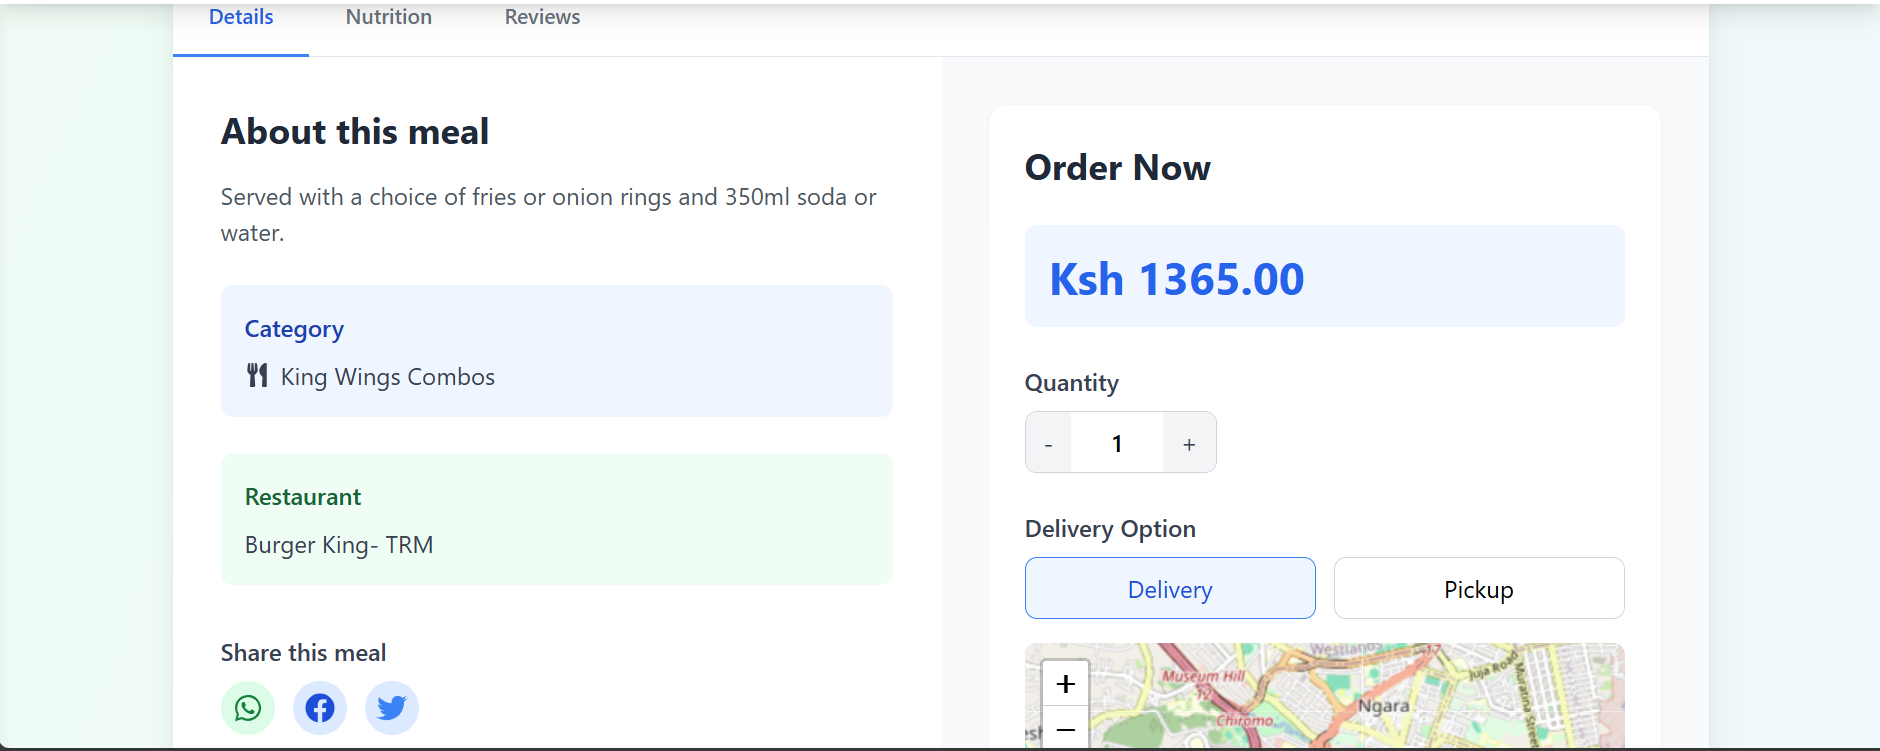 Details
Nutrition
Reviews
About this meal
Served with a choice of fries or onion rings and 350ml soda or
water.
Category
King Wings Combos
Restaurant
Burger King- TRM
Share this meal
Order Now
Ksh 1365.00
Quantity
- 1 +
Delivery Option
Delivery
Pickup
+
−
Museum Hill
12
Chiromo
Westlands
17
Ngara
Juja Road